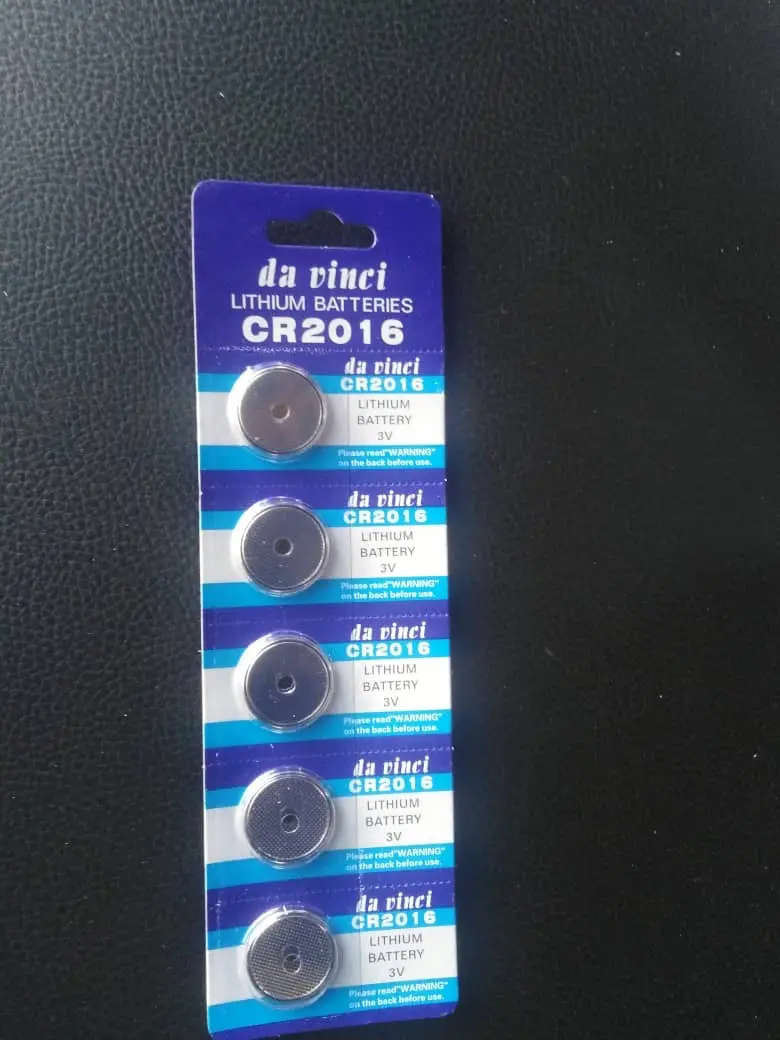 da vinci
LITHIUM BATTERIES
CR2016
da vinci
CR2016
LITHIUM
BATTERY
3V
Please read"WARNING"
on the back before use.
da vinci
CR2016
LITHIUM
BATTERY
3V
Please read"WARNING"
on the back before use.
da vinci
CR2016
LITHIUM
BATTERY
3V
Please read"WARNING"
on the back before use.
da vinci
CR2016
LITHIUM
BATTERY
3V
Please read"WARNING"
on the back before use.
da vinci
CR2016
LITHIUM
BATTERY
3V
Please read"WARNING"
on the back before use.